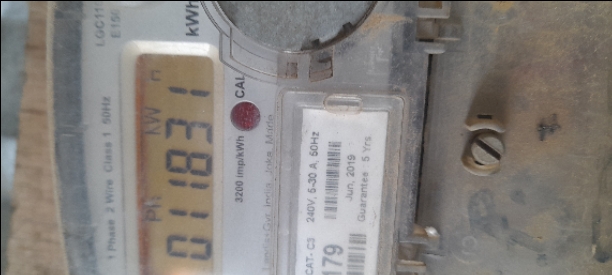 kWh
LGC11
E150
1 Phase 2 Wire Class 1 50Hz
KW h
011831
CAL
3200 imp/kWh
CAT- C3 240V, 5-30 A, 50Hz
Jun, 2019
Guarantee 5 Yrs
179